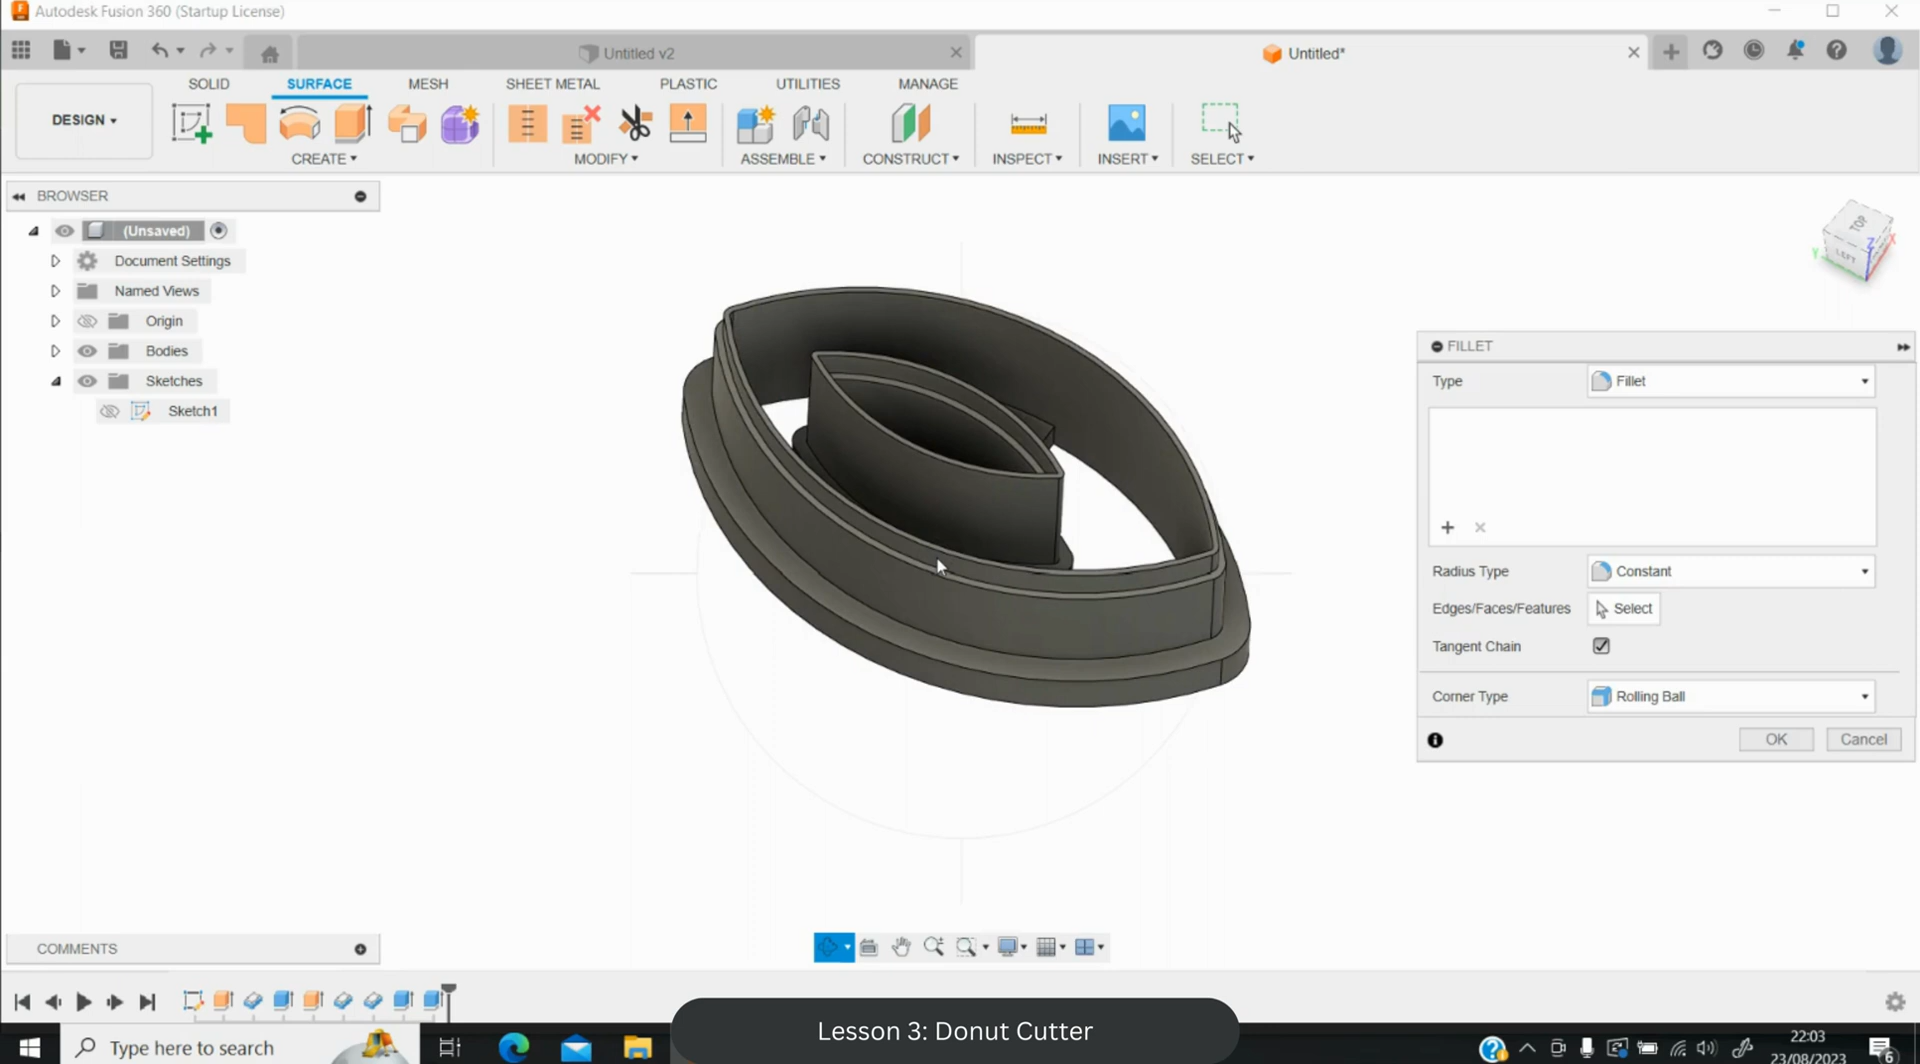 Autodesk Fusion 360 (Startup License)
Untitled v2
Untitled*
DESIGN
SOLID
SURFACE
MESH
SHEET METAL
PLASTIC
UTILITIES
MANAGE
CREATE
MODIFY
ASSEMBLE
CONSTRUCT
INSPECT
INSERT
SELECT
BROWSER
(Unsaved)
Document Settings
Named Views
Origin
Bodies
Sketches
Sketch1
TOP
LEFT
X
Y
Z
FILLET
Type
Fillet
Radius Type
Constant
Edges/Faces/Features
Select
Tangent Chain
Corner Type
Rolling Ball
OK
Cancel
COMMENTS
Lesson 3: Donut Cutter
Type here to search
22:03
23/08/2023
6